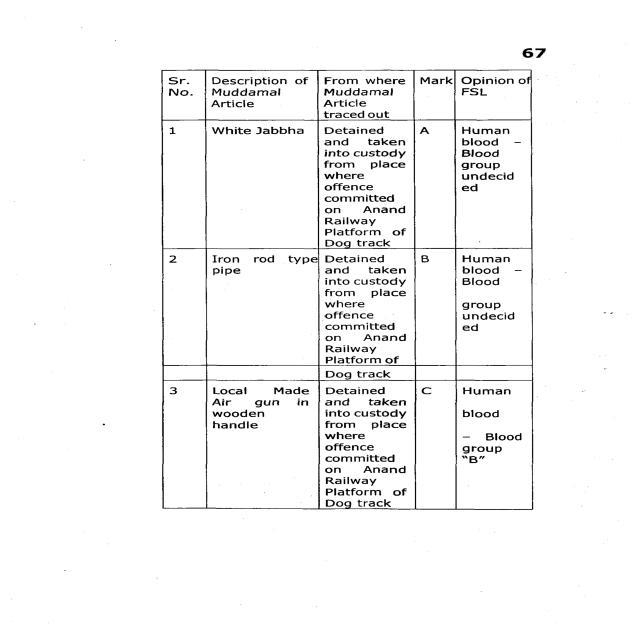 67
Sr. No.
Description of Muddamal Article
From where Muddamal Article traced out
Mark
Opinion of FSL
1
White Jabbha
Detained
and taken
into custody
from place
where
offence
committed
on Anand
Railway
Platform of
Dog track
A
Human
blood –
Blood
group
undecid
ed
2
Iron rod type
pipe
Detained
and taken
into custody
from place
where
offence
committed
on Anand
Railway
Platform of
Dog track
B
Human
blood –
Blood
group
undecid
ed
3
Local Made
Air gun in
wooden
handle
Detained
and taken
into custody
from place
where
offence
committed
on Anand
Railway
Platform of
Dog track
C
Human
blood
– Blood
group
"B"